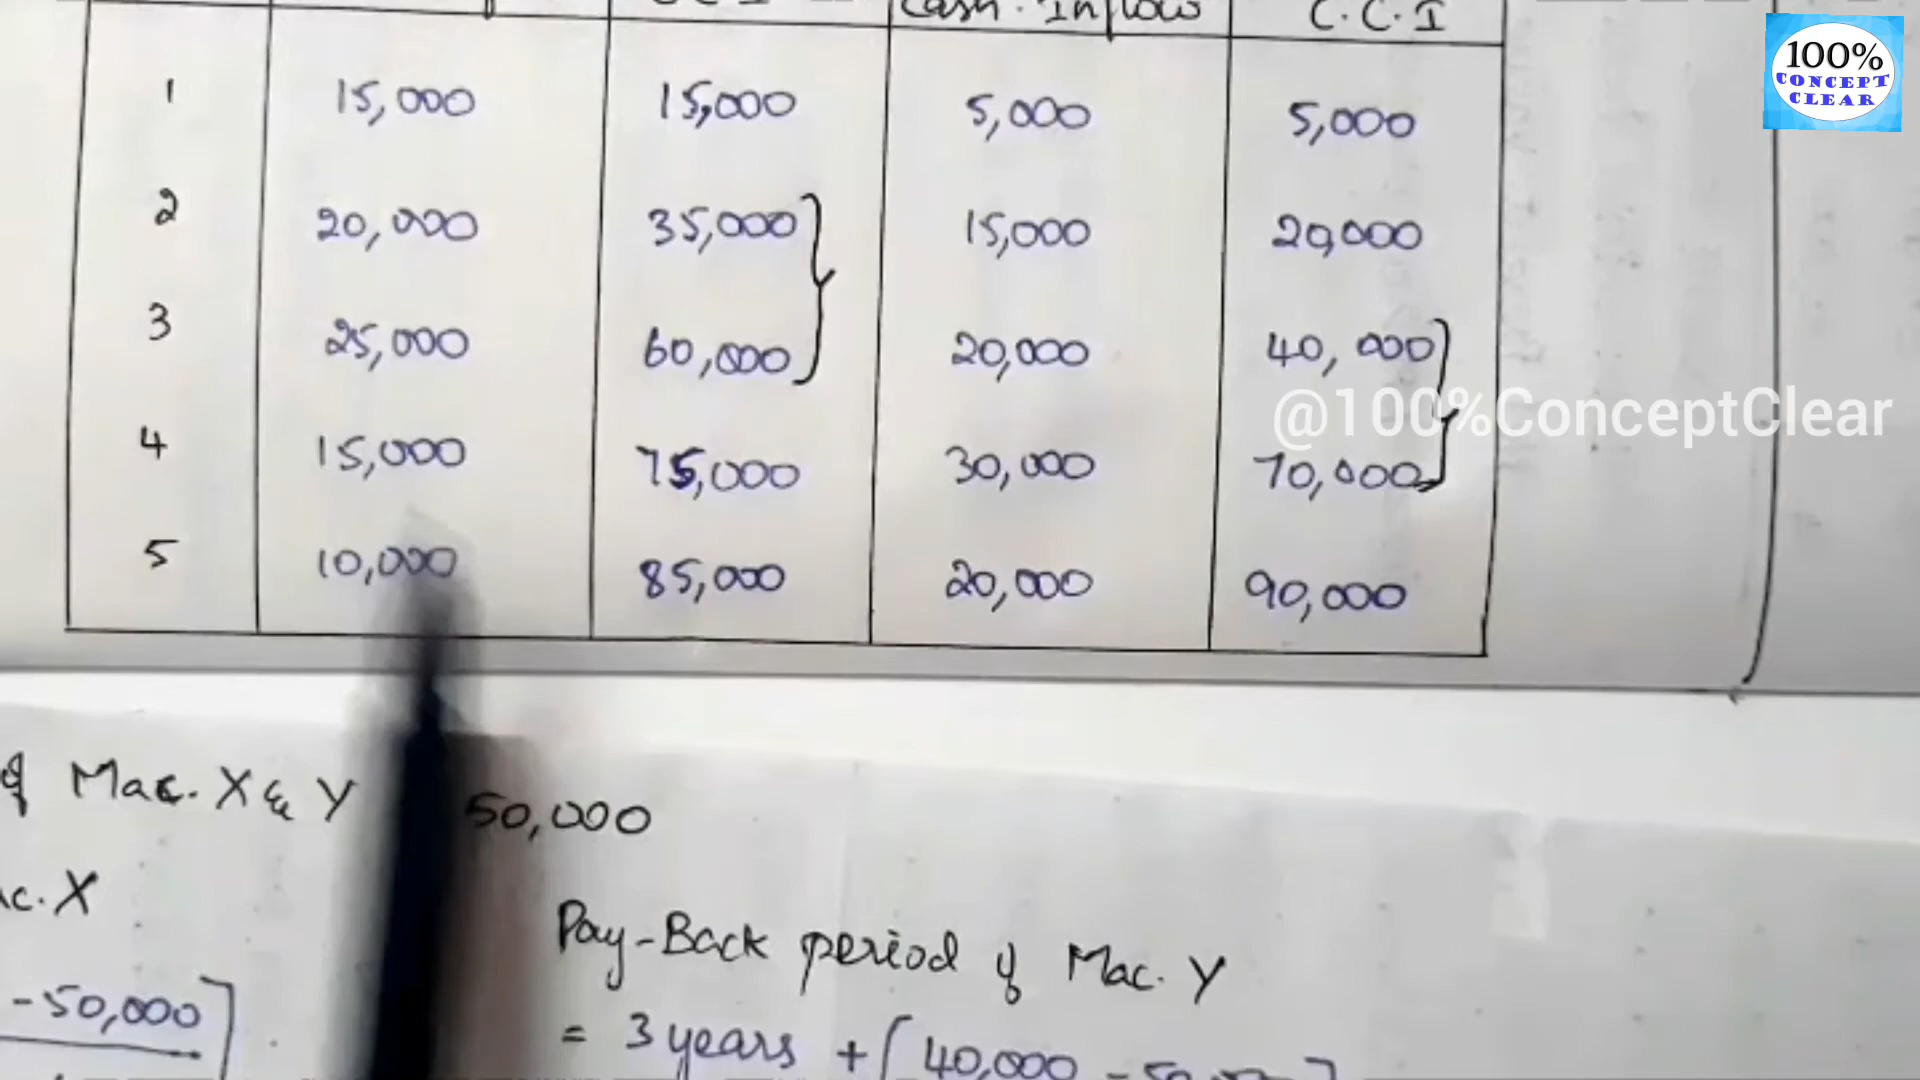 Cash. Inflow C.C.I
1 15,000 15,000 5,000 5,000
2 20,000 35,000 15,000 20,000
3 25,000 60,000 20,000 40,000
4 15,000 75,000 30,000 70,000
5 10,000 85,000 20,000 90,000
Mac. X & Y 50,000
X
Pay-Back period of Mac. Y
-50,000
= 3 years + [ 40,000 -
100%
CONCEPT
CLEAR
@100%ConceptClear